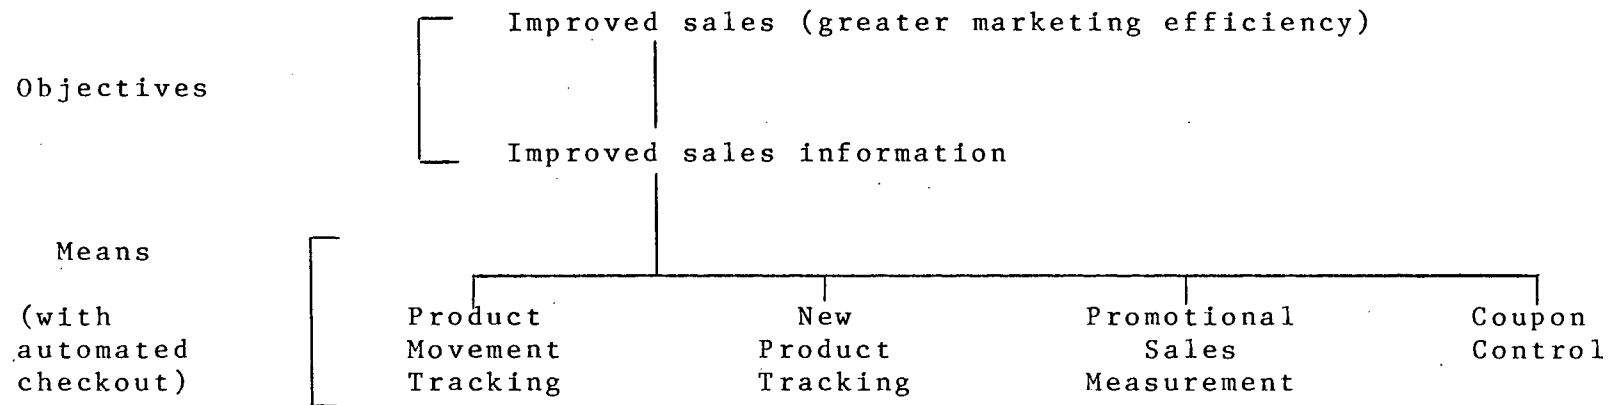 Improved sales (greater marketing efficiency)
Objectives
Improved sales information
Means
(with
automated
checkout)
Product
Movement
Tracking
New
Product
Tracking
Promotional
Sales
Measurement
Coupon
Control